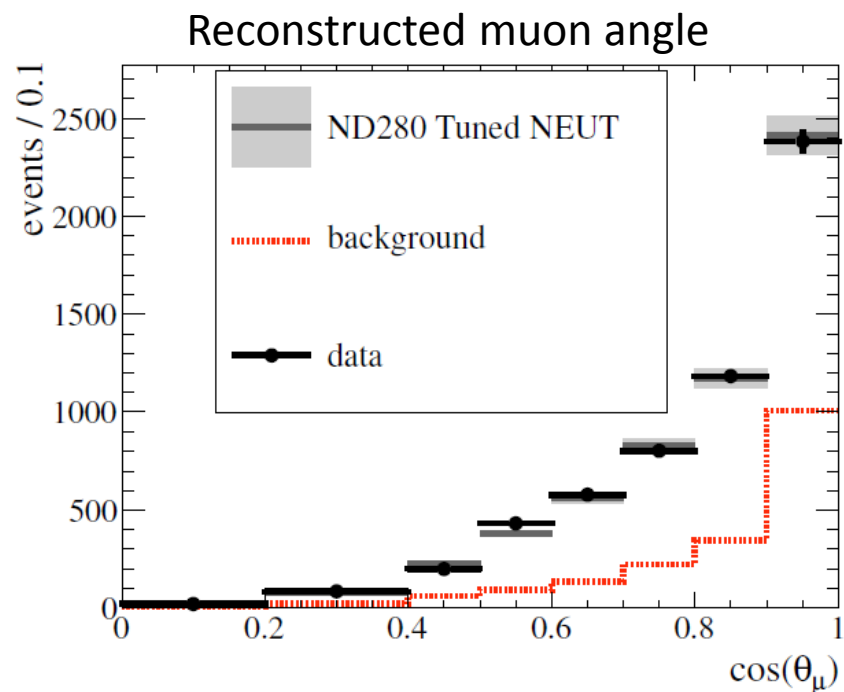 Reconstructed muon angle
events / 0.1
2500
2000
1500
1000
500
0
ND280 Tuned NEUT
background
data
0 0.2 0.4 0.6 0.8 1
cos(θμ)